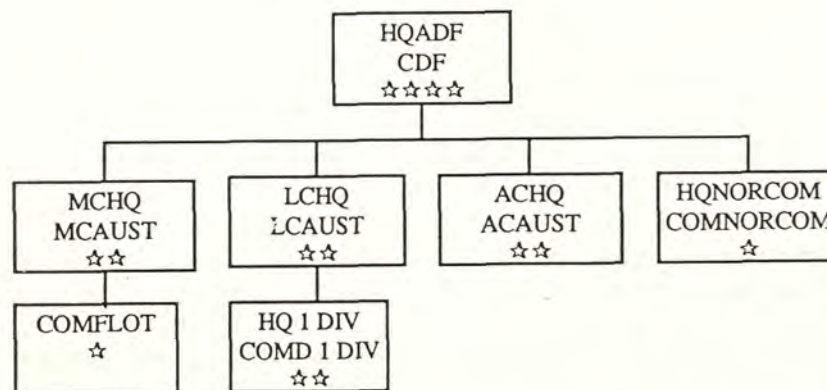 HQADF
CDF
☆☆☆☆
MCHQ
MCAUST
☆☆
LCHQ
LCAUST
☆☆
ACHQ
ACAUST
☆☆
HQNORCOM
COMNORCOM
☆
COMFLOT
☆
HQ 1 DIV
COMD 1 DIV
☆☆